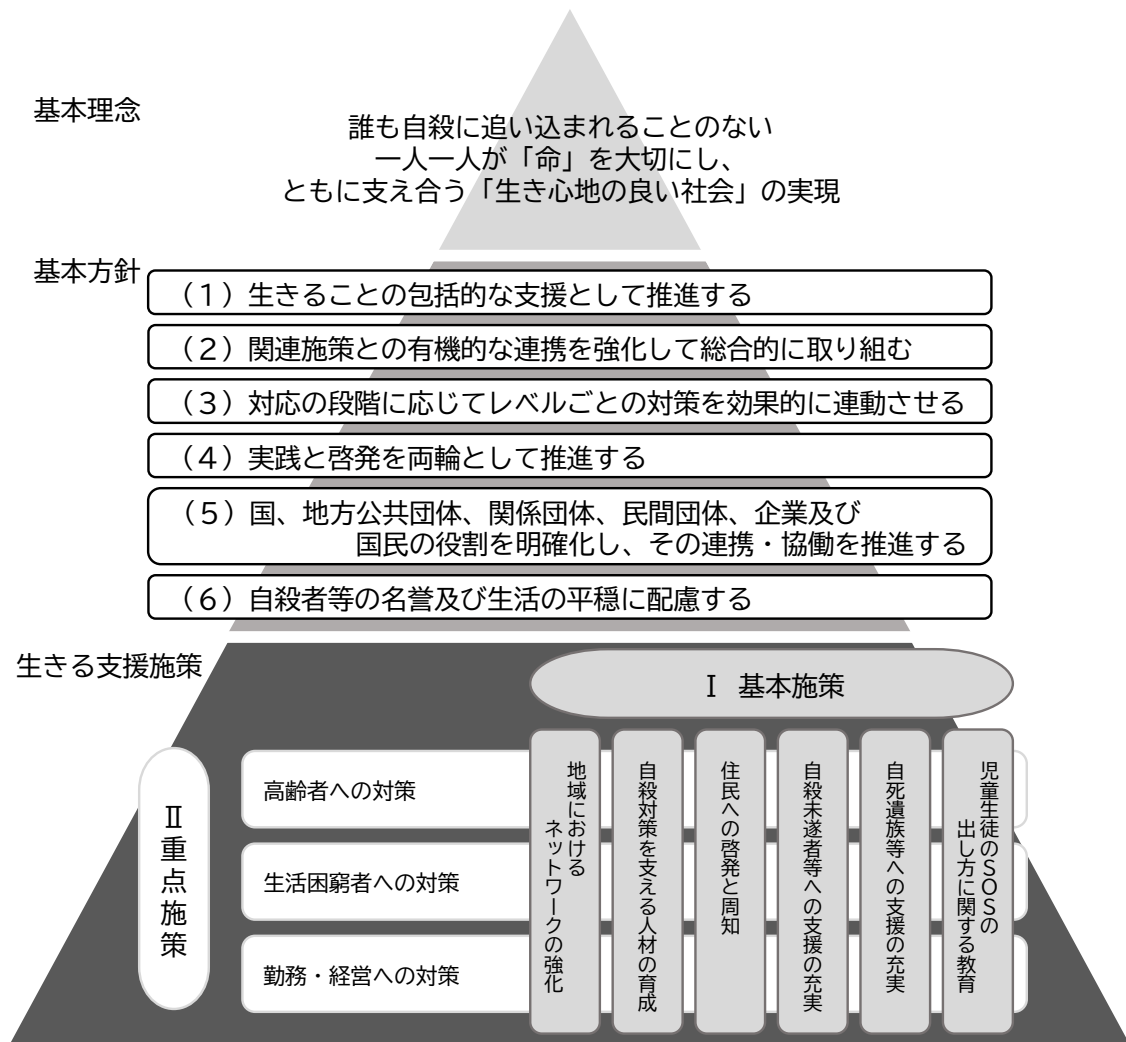 基本理念
誰も自殺に追い込まれることのない
一人一人が「命」を大切にし、
ともに支え合う「生き心地の良い社会」の実現
基本方針
（１）生きることの包括的な支援として推進する
（２）関連施策との有機的な連携を強化して総合的に取り組む
（３）対応の段階に応じてレベルごとの対策を効果的に連動させる
（４）実践と啓発を両輪として推進する
（５）国、地方公共団体、関係団体、民間団体、企業及び
国民の役割を明確化し、その連携・協働を推進する
（６）自殺者等の名誉及び生活の平穏に配慮する
生きる支援施策
Ⅰ 基本施策
Ⅱ重点施策
高齢者への対策
生活困窮者への対策
勤務・経営への対策
地域における
ネットワークの強化
自殺対策を支える人材の育成
住民への啓発と周知
自殺未遂者等への支援の充実
自死遺族等への支援の充実
児童生徒のＳＯＳの
出し方に関する教育